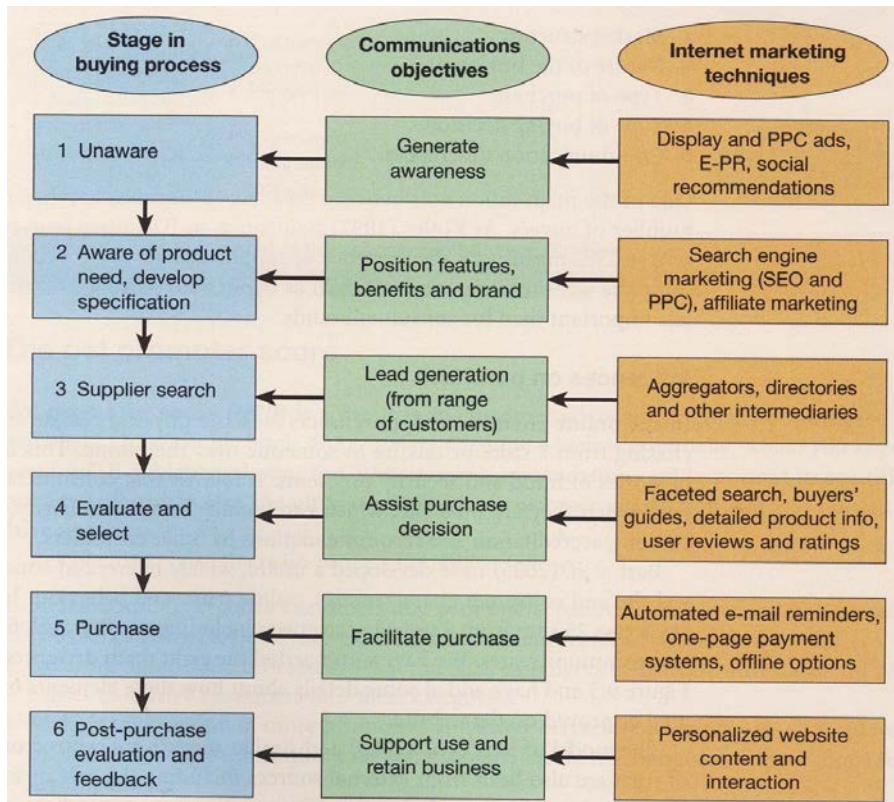 Stage in
buying process
Communications
objectives
Internet marketing
techniques
1 Unaware
Generate
awareness
Display and PPC ads,
E-PR, social
recommendations
2 Aware of product
need, develop
specification
Position features,
benefits and brand
Search engine
marketing (SEO and
PPC), affiliate marketing
3 Supplier search
Lead generation
(from range
of customers)
Aggregators, directories
and other intermediaries
4 Evaluate and
select
Assist purchase
decision
Faceted search, buyers'
guides, detailed product info,
user reviews and ratings
5 Purchase
Facilitate purchase
Automated e-mail reminders,
one-page payment
systems, offline options
6 Post-purchase
evaluation and
feedback
Support use and
retain business
Personalized website
content and
interaction